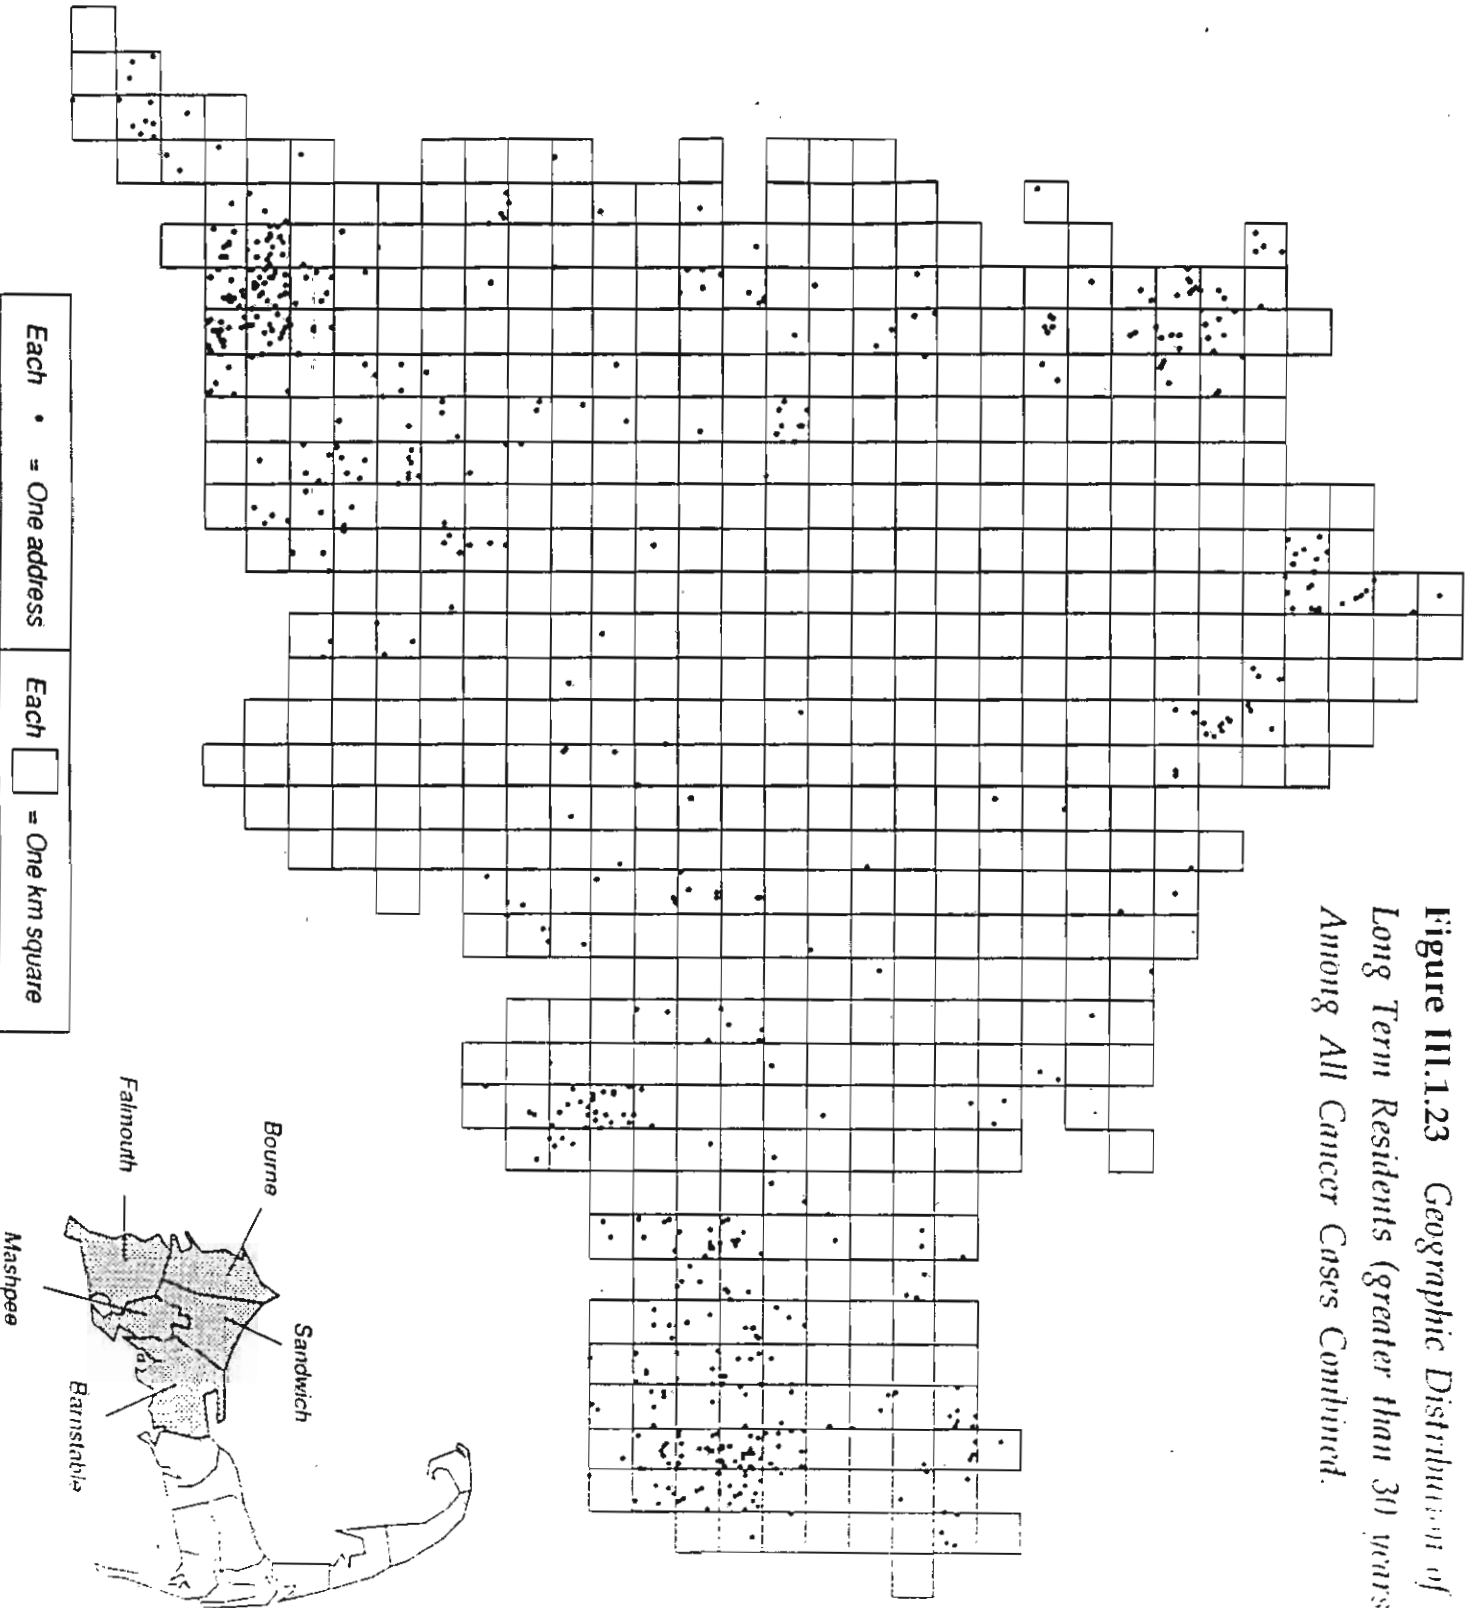 Figure III.1.23 Geographic Distribution of
Long Term Residents (greater than 30 years
Among All Cancer Cases Combined.
Bourne
Sandwich
Falmouth
Mashpee
Barnstable
Each • = One address
Each □ = One km square